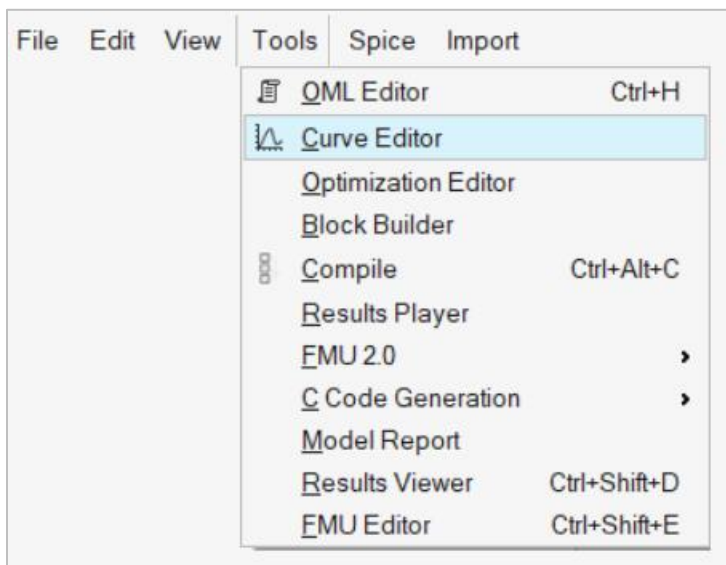 File Edit View Tools Spice Import
OML Editor Ctrl+H
Curve Editor
Optimization Editor
Block Builder
Compile Ctrl+Alt+C
Results Player
FMU 2.0
C Code Generation
Model Report
Results Viewer Ctrl+Shift+D
FMU Editor Ctrl+Shift+E